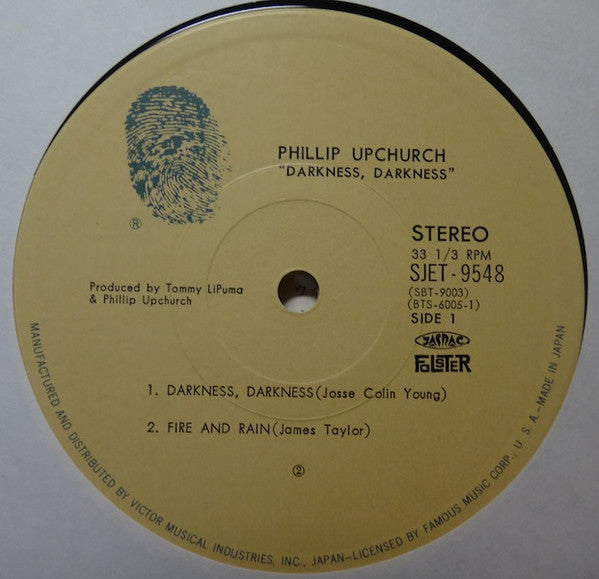 PHILLIP UPCHURCH
"DARKNESS, DARKNESS"
®
STEREO
33 1/3 RPM
SJET-9548
(SBT-9003)
(BTS-6005-1)
SIDE 1
Produced by Tommy LiPuma
& Phillip Upchurch
JASRAC
FOLSTER
1. DARKNESS, DARKNESS(Josse Colin Young)
2. FIRE AND RAIN(James Taylor)
②
MANUFACTURED AND DISTRIBUTED BY VICTOR MUSICAL INDUSTRIES, INC., JAPAN-LICENSED BY FAMOUS MUSIC CORP., U. S. A.-MADE IN JAPAN